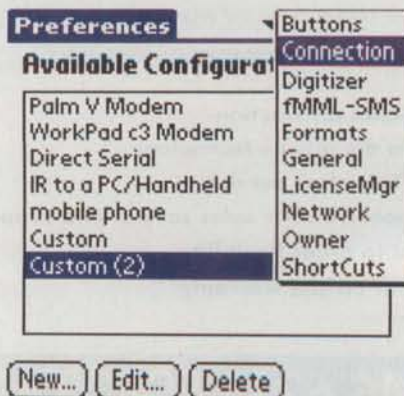 Preferences
Available Configurat
Palm V Modem
WorkPad c3 Modem
Direct Serial
IR to a PC/Handheld
mobile phone
Custom
Custom (2)
Buttons
Connection
Digitizer
fMML-SMS
Formats
General
LicenseMgr
Network
Owner
ShortCuts
New...
Edit...
Delete